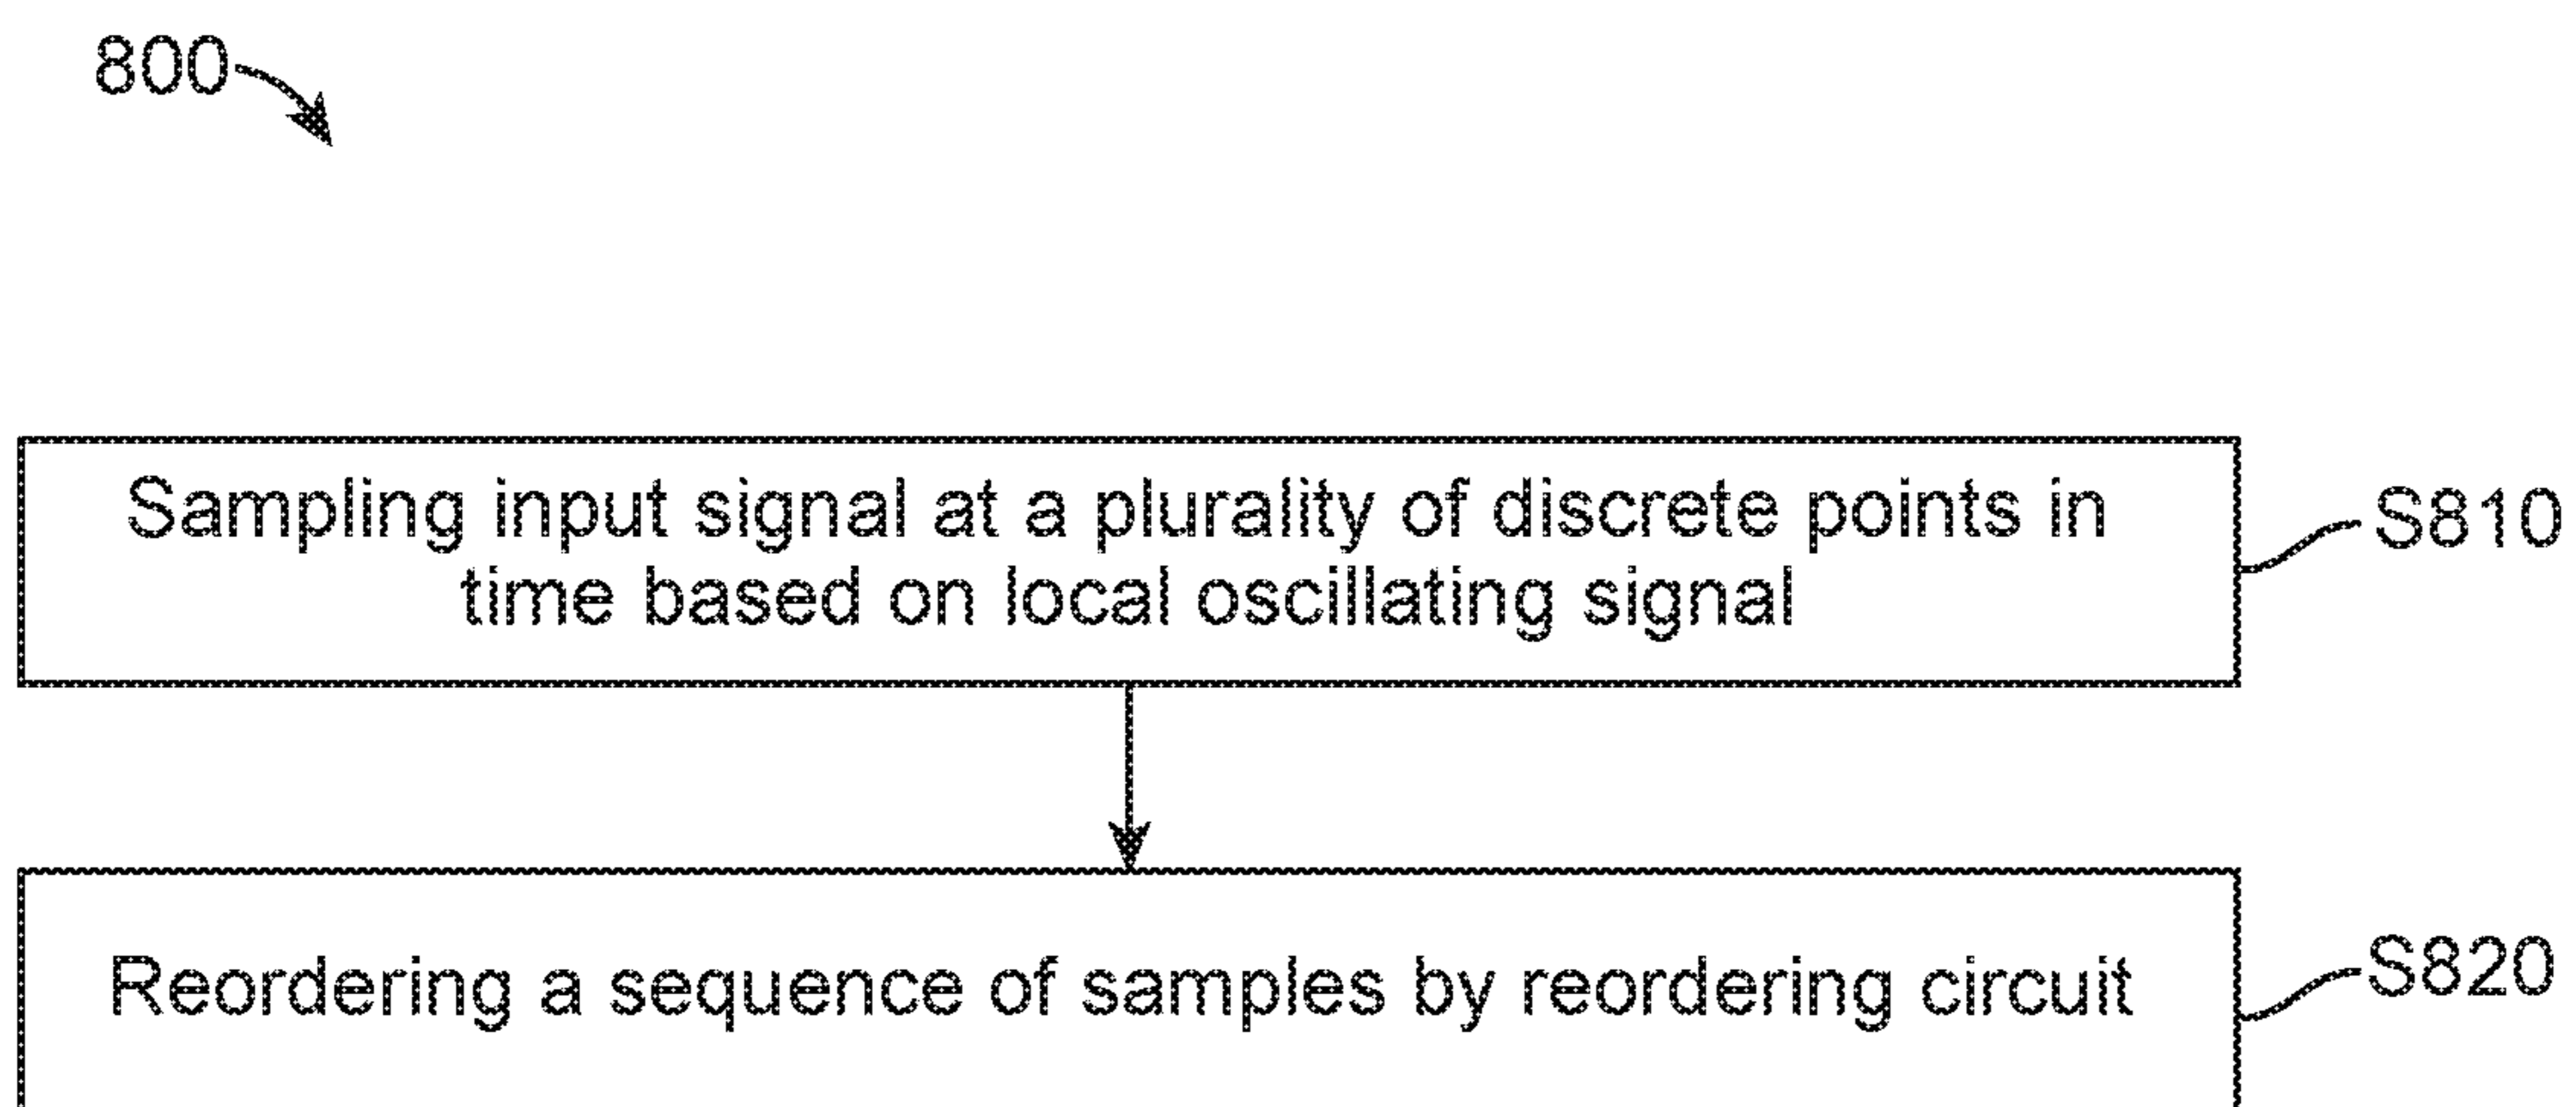 800
Sampling input signal at a plurality of discrete points in
time based on local oscillating signal
S810
Reordering a sequence of samples by reordering circuit
S820